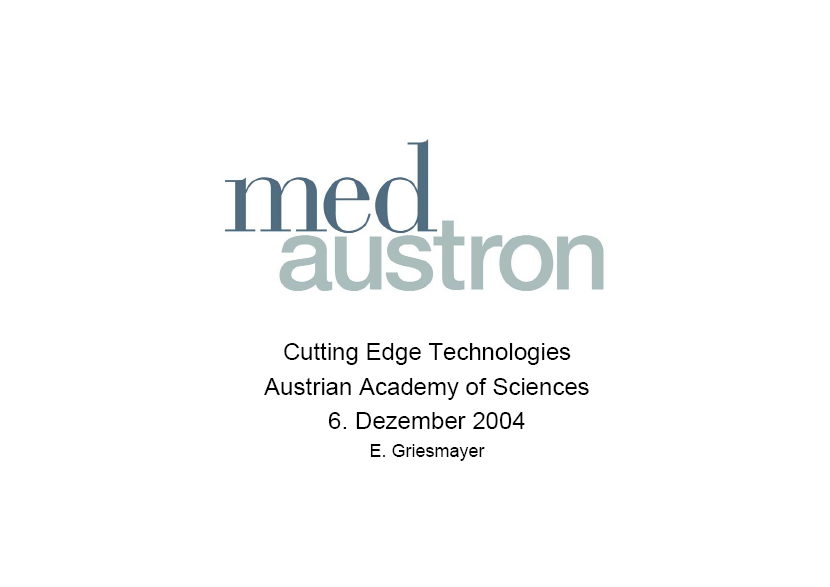 med
austron
Cutting Edge Technologies
Austrian Academy of Sciences
6. Dezember 2004
E. Griesmayer